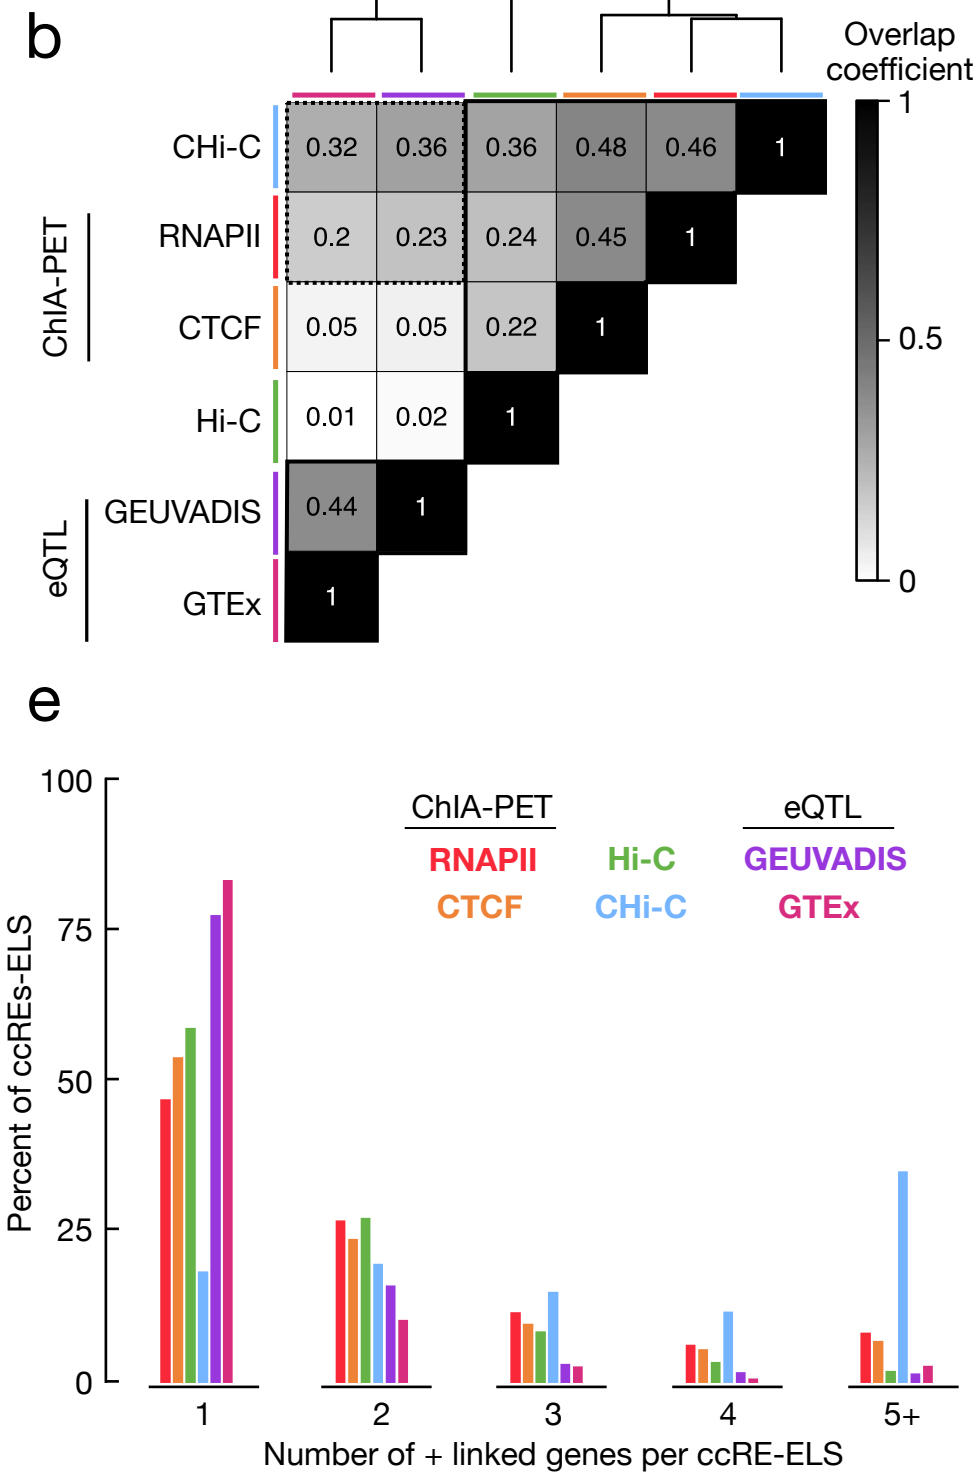 b
Overlap
coefficient
CHi-C 0.32 0.36 0.36 0.48 0.46 1
1
ChIA-PET
RNAPII 0.2 0.23 0.24 0.45 1
CTCF 0.05 0.05 0.22 1
0.5
Hi-C 0.01 0.02 1
eQTL
GEUVADIS 0.44 1
GTEx 1
0
e
Percent of ccREs-ELS
100
75
50
25
0
ChIA-PET eQTL
RNAPII Hi-C GEUVADIS
CTCF CHi-C GTEx
1 2 3 4 5+
Number of + linked genes per ccRE-ELS